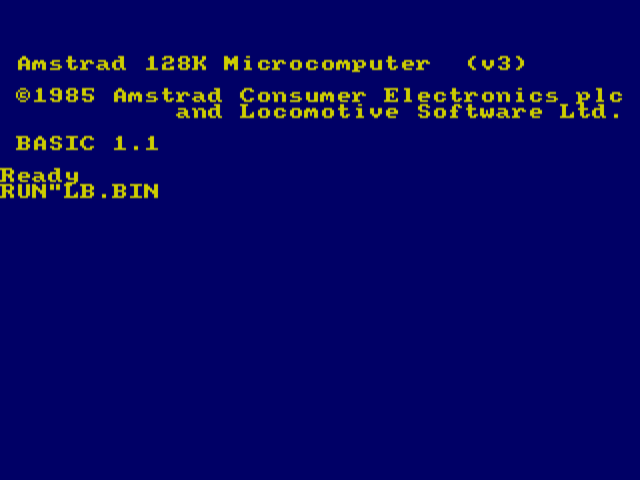 Amstrad 128K Microcomputer (v3)
©1985 Amstrad Consumer Electronics plc
and Locomotive Software Ltd.
BASIC 1.1
Ready
RUN"LB.BIN